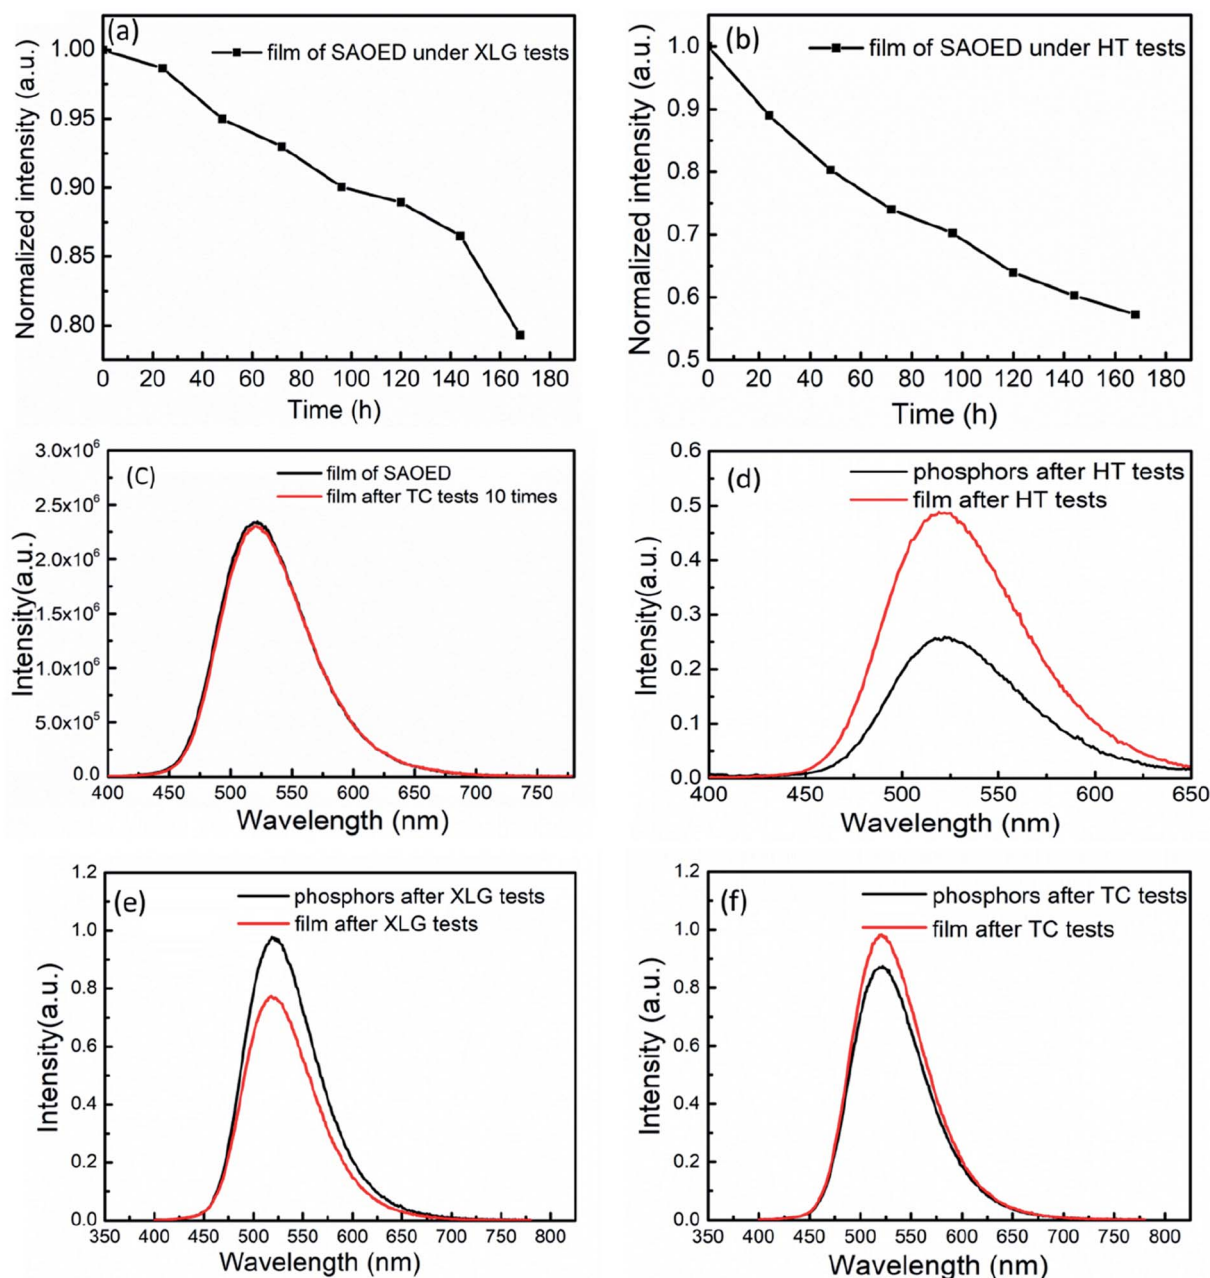 (a)
film of SAOED under XLG tests
Normalized intensity (a.u.)
1.00
0.95
0.90
0.85
0.80
0 20 40 60 80 100 120 140 160 180
Time (h)
(b)
film of SAOED under HT tests
Normalized intensity (a.u.)
1.0
0.9
0.8
0.7
0.6
0.5
0 20 40 60 80 100 120 140 160 180
Time (h)
(c)
film of SAOED
film after TC tests 10 times
Intensity(a.u.)
3.0x10⁶
2.5x10⁶
2.0x10⁶
1.5x10⁶
1.0x10⁶
5.0x10⁵
0.0
400 450 500 550 600 650 700 750
Wavelength (nm)
(d)
phosphors after HT tests
film after HT tests
Intensity(a.u.)
0.6
0.5
0.4
0.3
0.2
0.1
0.0
400 450 500 550 600 650
Wavelength (nm)
(e)
phosphors after XLG tests
film after XLG tests
Intensity(a.u.)
1.2
1.0
0.8
0.6
0.4
0.2
0.0
350 400 450 500 550 600 650 700 750 800
Wavelength (nm)
(f)
phosphors after TC tests
film after TC tests
Intensity (a.u.)
1.2
1.0
0.8
0.6
0.4
0.2
0.0
350 400 450 500 550 600 650 700 750 800
Wavelength (nm)